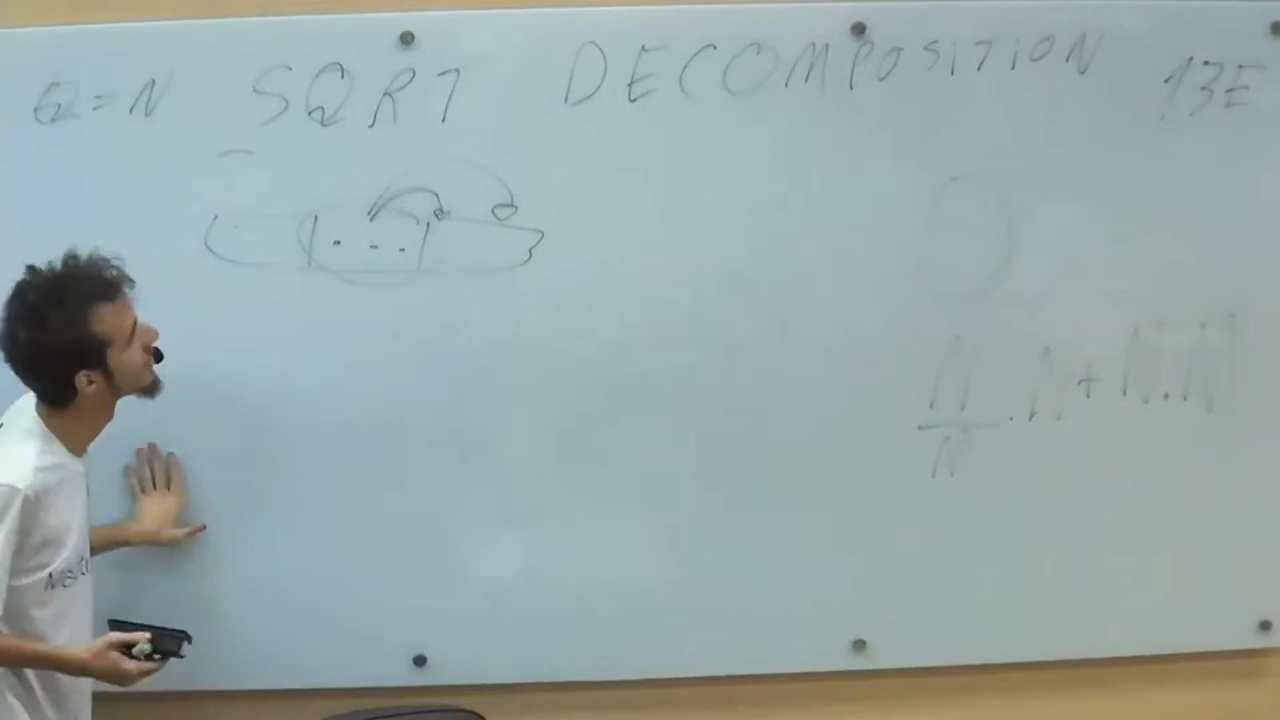 Q=N SQRT DECOMPOSITION 13E
N/N . N + N.N